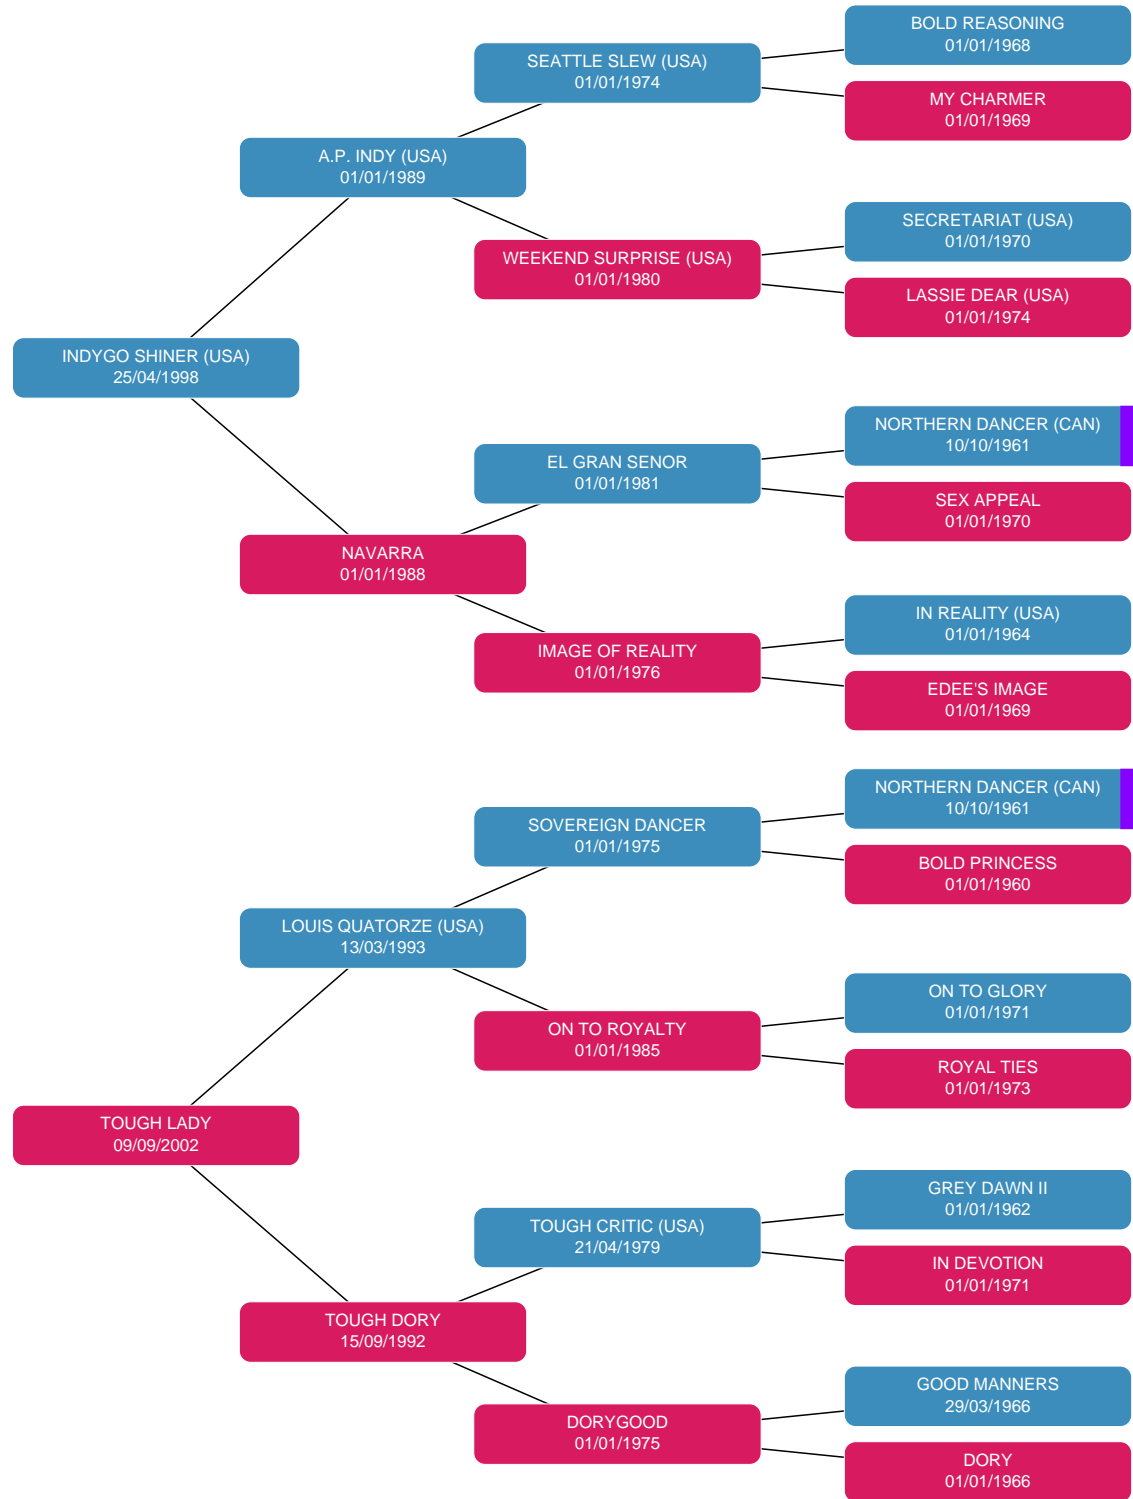 BOLD REASONING
01/01/1968
SEATTLE SLEW (USA)
01/01/1974
MY CHARMER
01/01/1969
A.P. INDY (USA)
01/01/1989
SECRETARIAT (USA)
01/01/1970
WEEKEND SURPRISE (USA)
01/01/1980
LASSIE DEAR (USA)
01/01/1974
INDYGO SHINER (USA)
25/04/1998
NORTHERN DANCER (CAN)
10/10/1961
EL GRAN SENOR
01/01/1981
SEX APPEAL
01/01/1970
NAVARRA
01/01/1988
IN REALITY (USA)
01/01/1964
IMAGE OF REALITY
01/01/1976
EDEE'S IMAGE
01/01/1969
NORTHERN DANCER (CAN)
10/10/1961
SOVEREIGN DANCER
01/01/1975
BOLD PRINCESS
01/01/1960
LOUIS QUATORZE (USA)
13/03/1993
ON TO GLORY
01/01/1971
ON TO ROYALTY
01/01/1985
ROYAL TIES
01/01/1973
TOUGH LADY
09/09/2002
GREY DAWN II
01/01/1962
TOUGH CRITIC (USA)
21/04/1979
IN DEVOTION
01/01/1971
TOUGH DORY
15/09/1992
GOOD MANNERS
29/03/1966
DORYGOOD
01/01/1975
DORY
01/01/1966